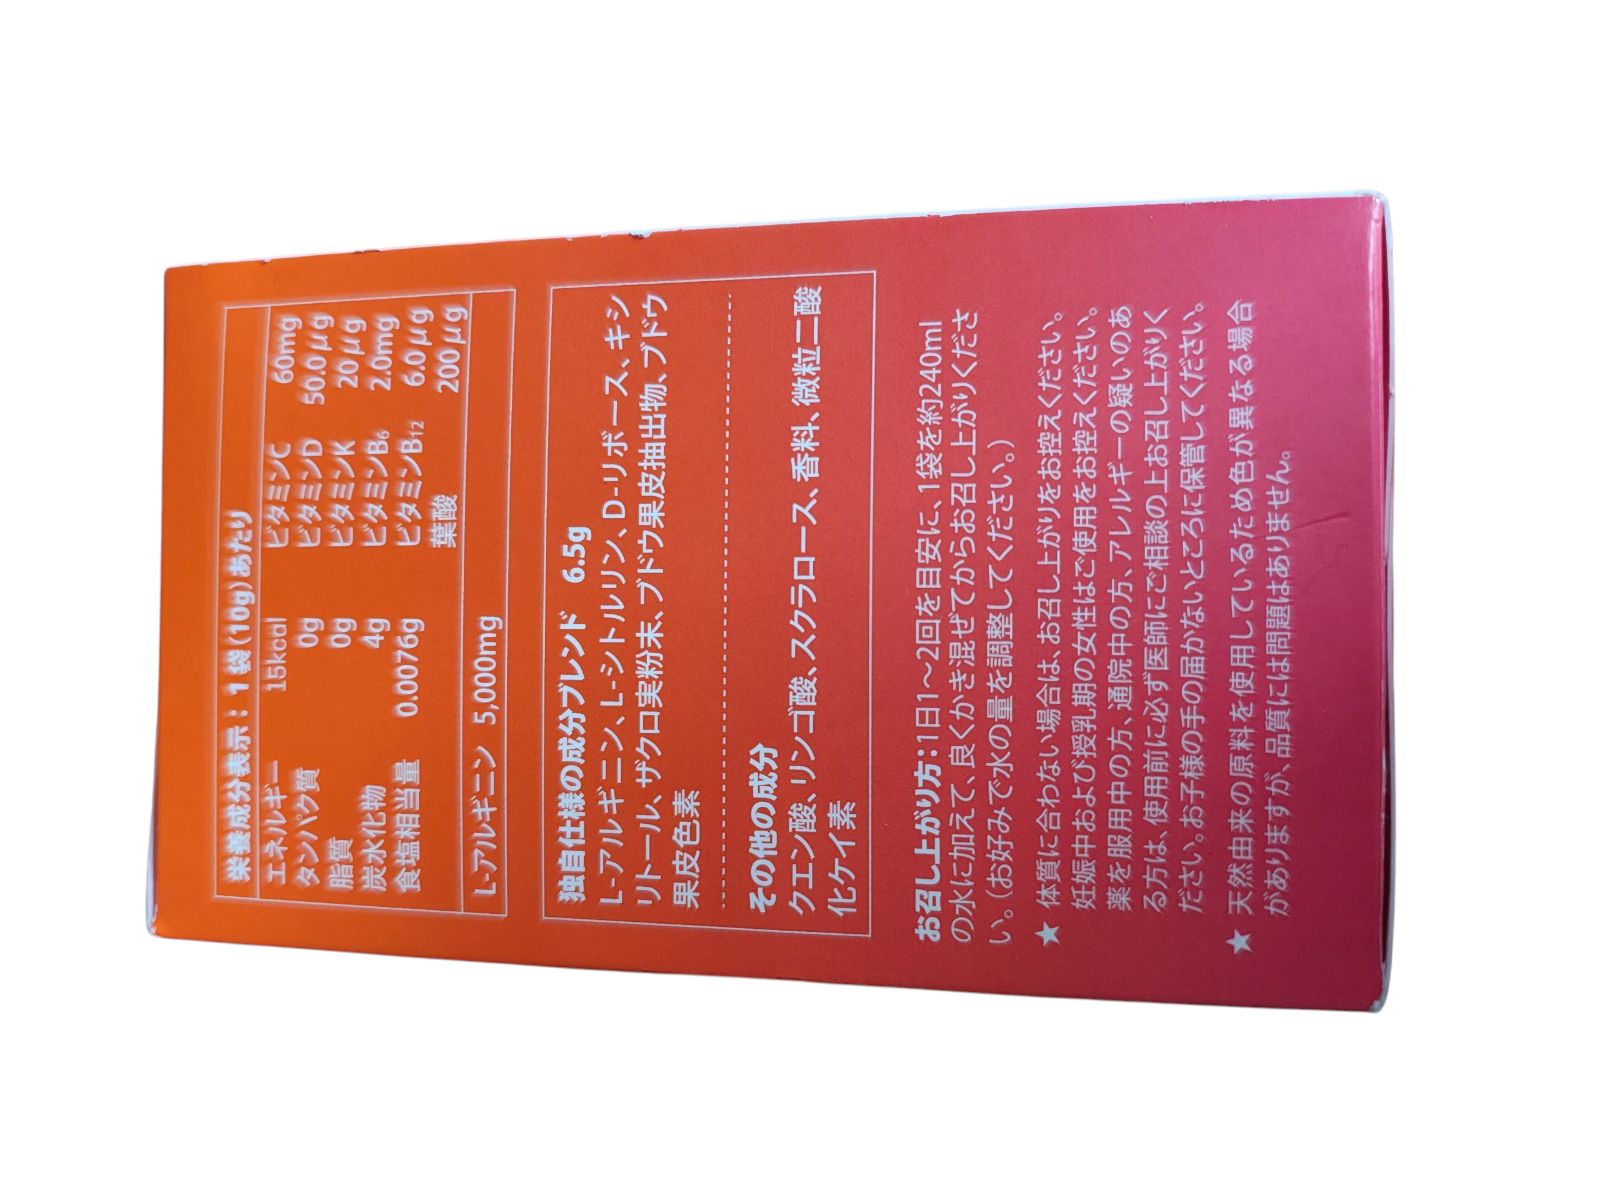 栄養成分表示：1袋(10g)あたり
エネルギー 15kcal ビタミンC 60mg
タンパク質 0g ビタミンD 50.0μg
脂質 0g ビタミンK 20μg
炭水化物 4g ビタミンB₆ 2.0mg
食塩相当量 0.0076g ビタミンB₁₂ 6.0μg
葉酸 200μg
L-アルギニン 5,000mg
独自仕様の成分ブレンド 6.5g
L-アルギニン、L-シトルリン、D-リボース、キシ
リトール、ザクロ実粉末、ブドウ果皮抽出物、ブドウ
果皮色素
その他の成分
クエン酸、リンゴ酸、スクラロース、香料、微粒二酸
化ケイ素
お召し上がり方：1日1～2回を目安に、1袋を約240ml
の水に加えて、良くかき混ぜてからお召し上がりくださ
い。(お好みで水の量を調整してください。)
★ 体質に合わない場合は、お召し上がりをお控えください。
妊娠中および授乳期の女性はご使用をお控えください。
薬を服用中の方、通院中の方、アレルギーの疑いのあ
る方は、使用前に必ず医師にご相談の上お召し上がりく
ださい。お子様の手の届かないところに保管してください。
★ 天然由来の原料を使用しているため色が異なる場合
がありますが、品質には問題はありません。